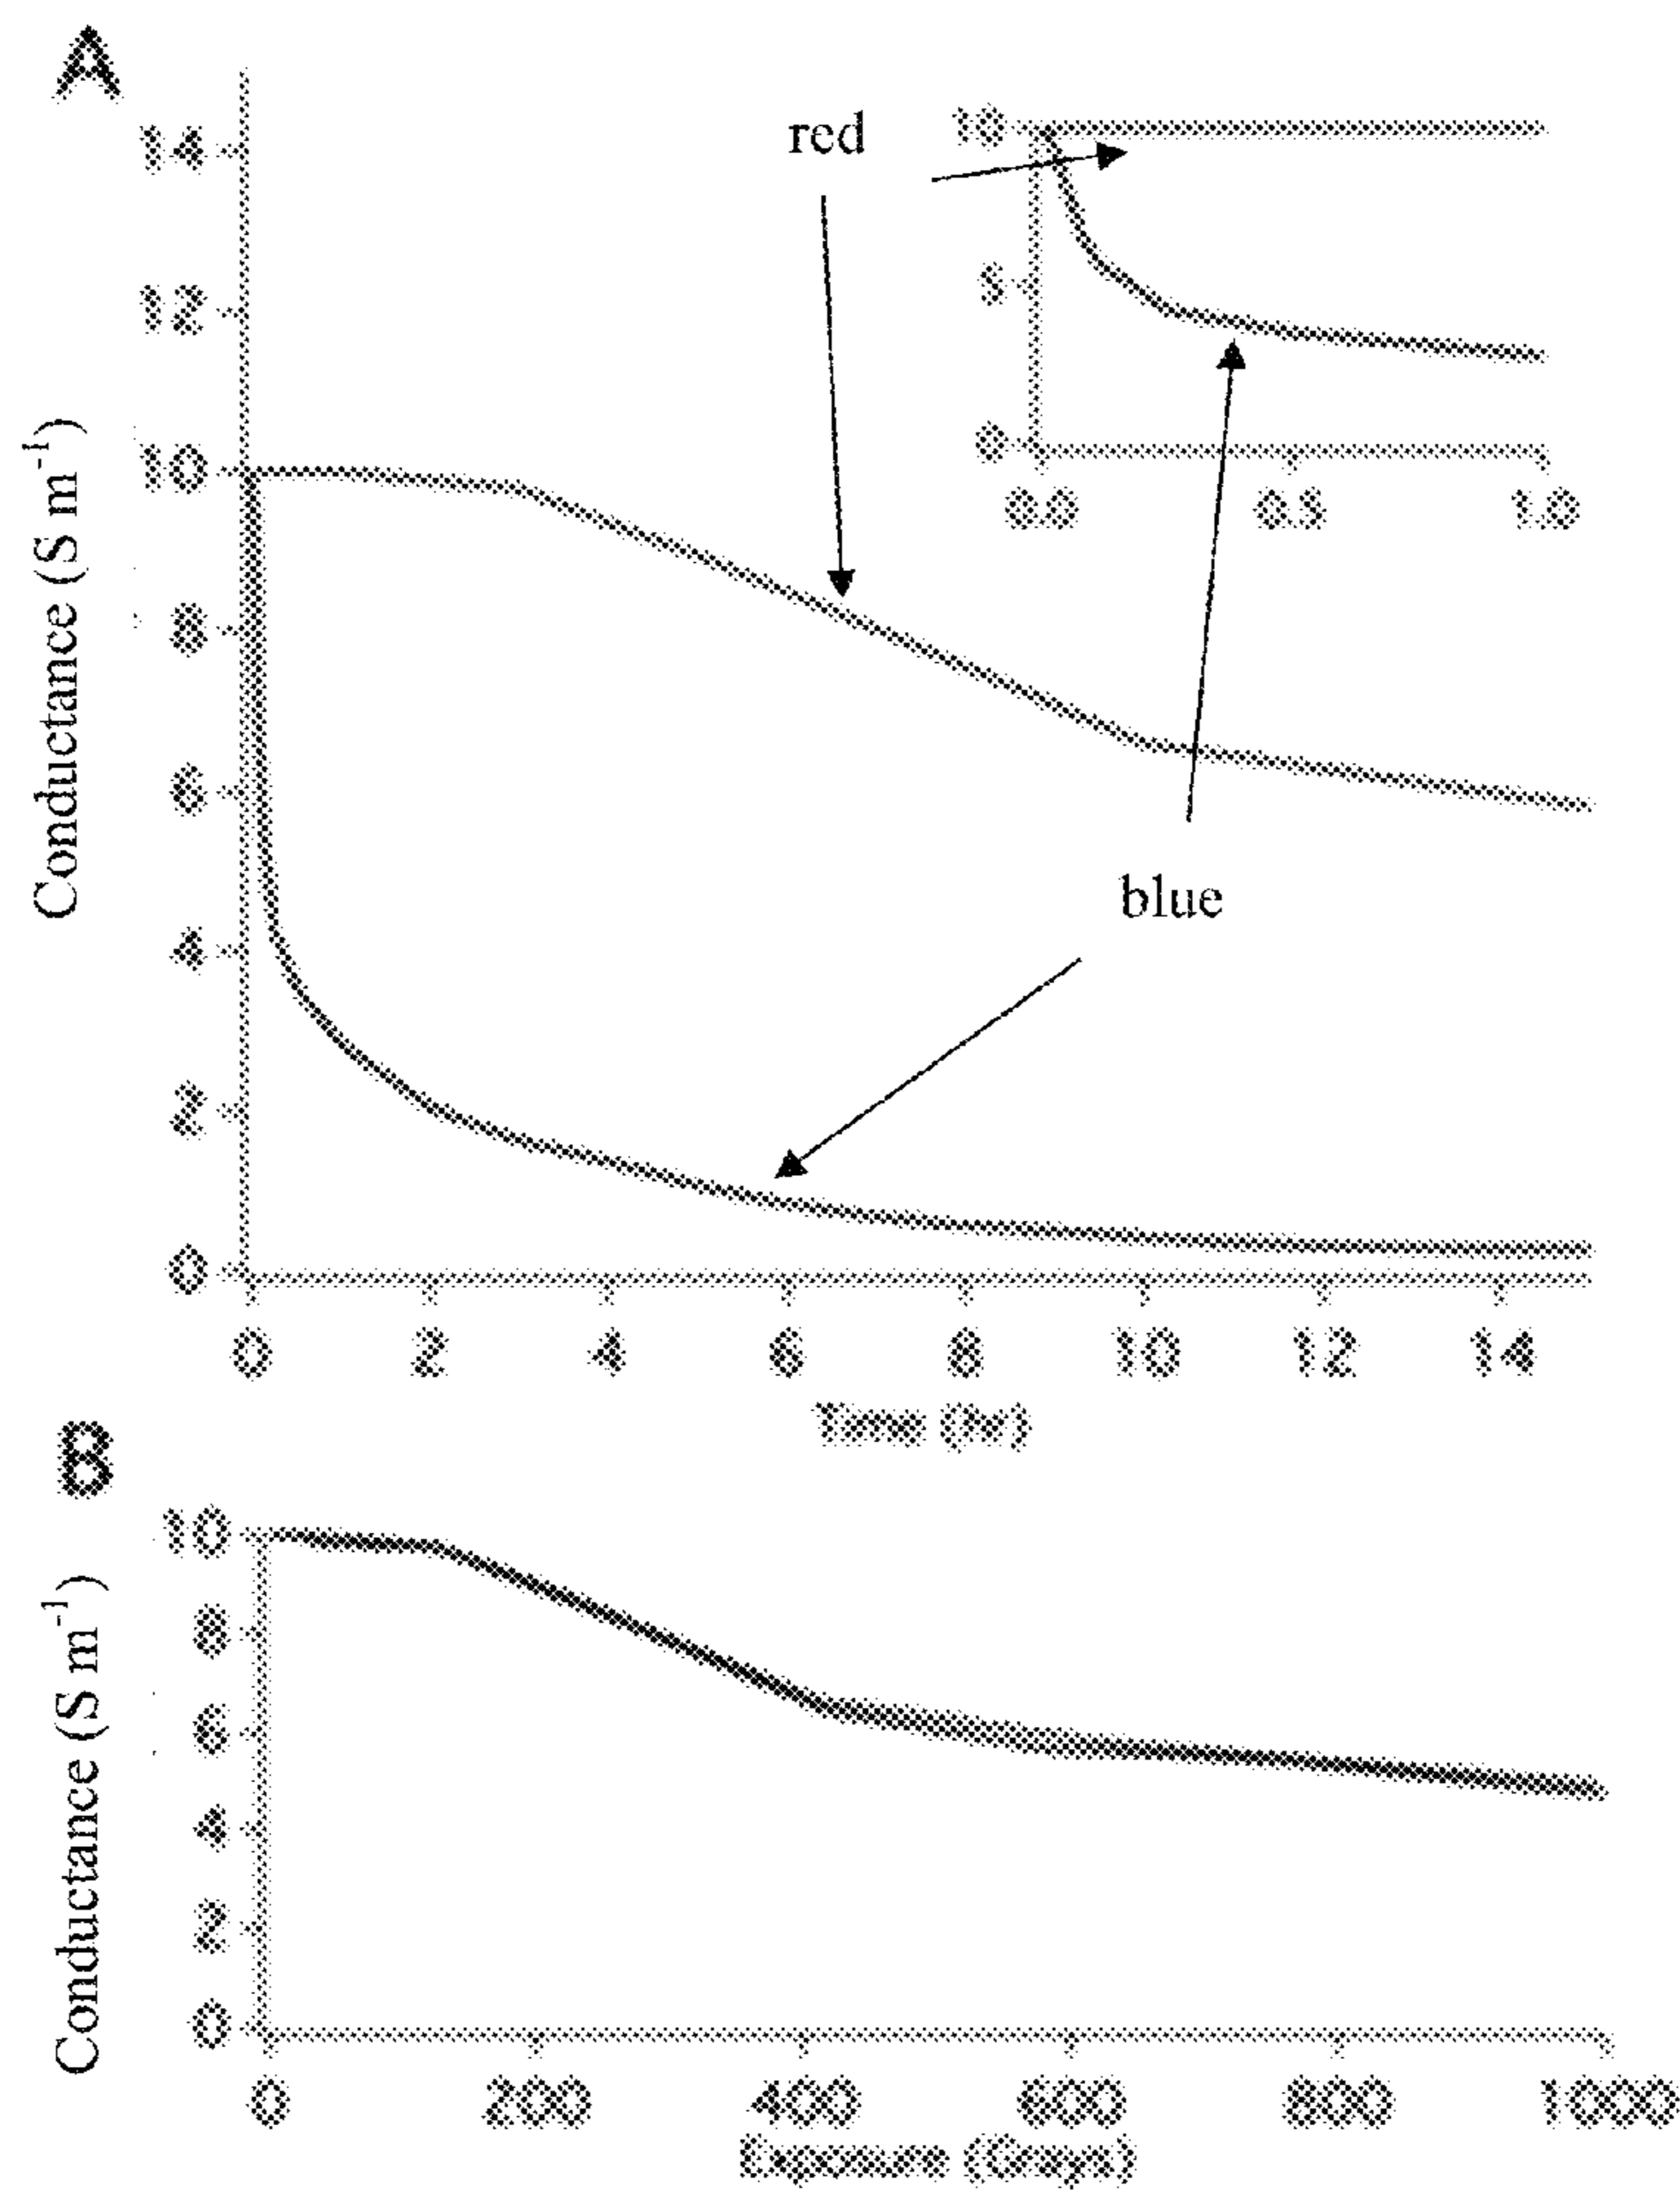 A
14
12
10
8
6
4
2
0
Conductance (S m⁻¹)
red
10
5
0
0.0 0.5 1.0
blue
0 2 4 6 8 10 12 14
Time (hr)
B
10
8
6
4
2
0
Conductance (S m⁻¹)
0 200 400 600 800 1000
Exposure (Grays)